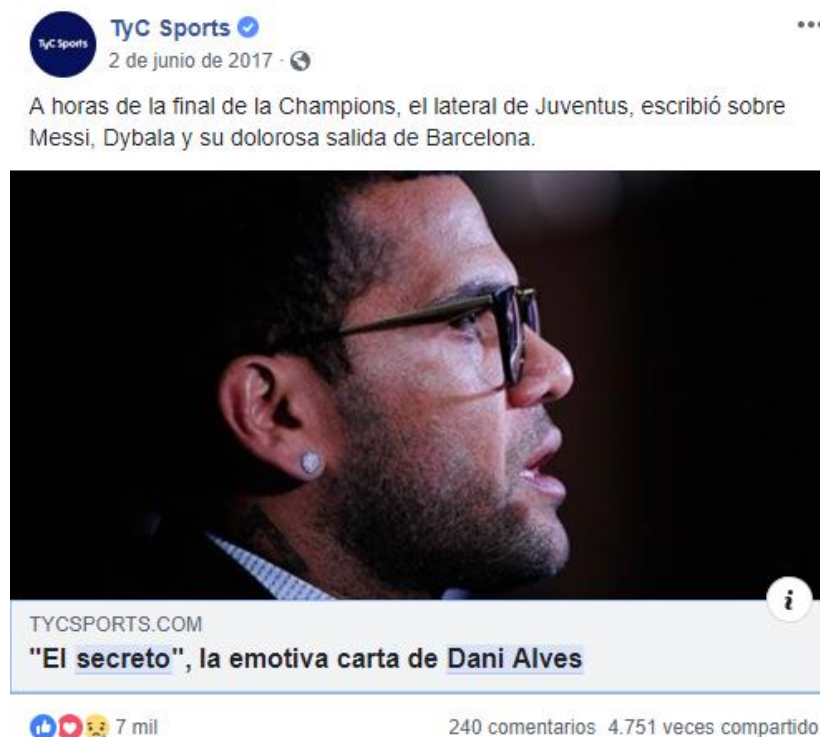 TyC Sports
TyC Sports
2 de junio de 2017 ·
A horas de la final de la Champions, el lateral de Juventus, escribió sobre
Messi, Dybala y su dolorosa salida de Barcelona.
i
TYCSPORTS.COM
"El secreto", la emotiva carta de Dani Alves
7 mil
240 comentarios 4.751 veces compartido